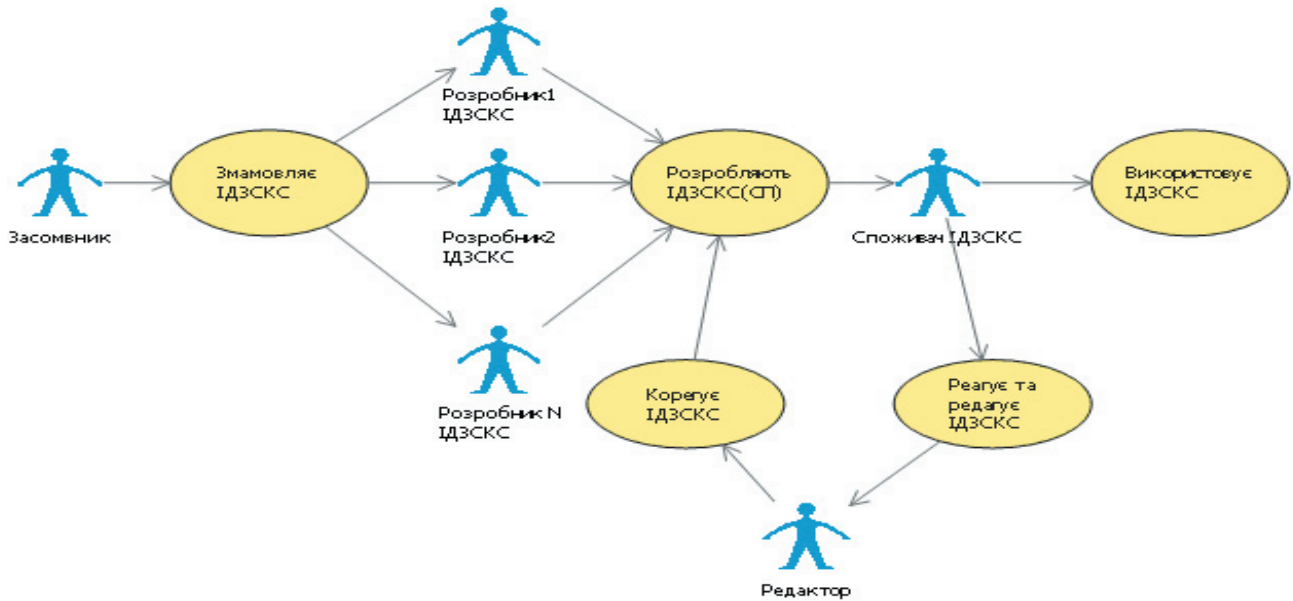 Розробник1
ІДЗСКС
Змамовляє
ІДЗСКС
Розробляють
ІДЗСКС(СП)
Використовує
ІДЗСКС
Засомвник
Розробник2
ІДЗСКС
Споживач ІДЗСКС
Корегує
ІДЗСКС
Реагує та
редагує
ІДЗСКС
Розробник N
ІДЗСКС
Редактор